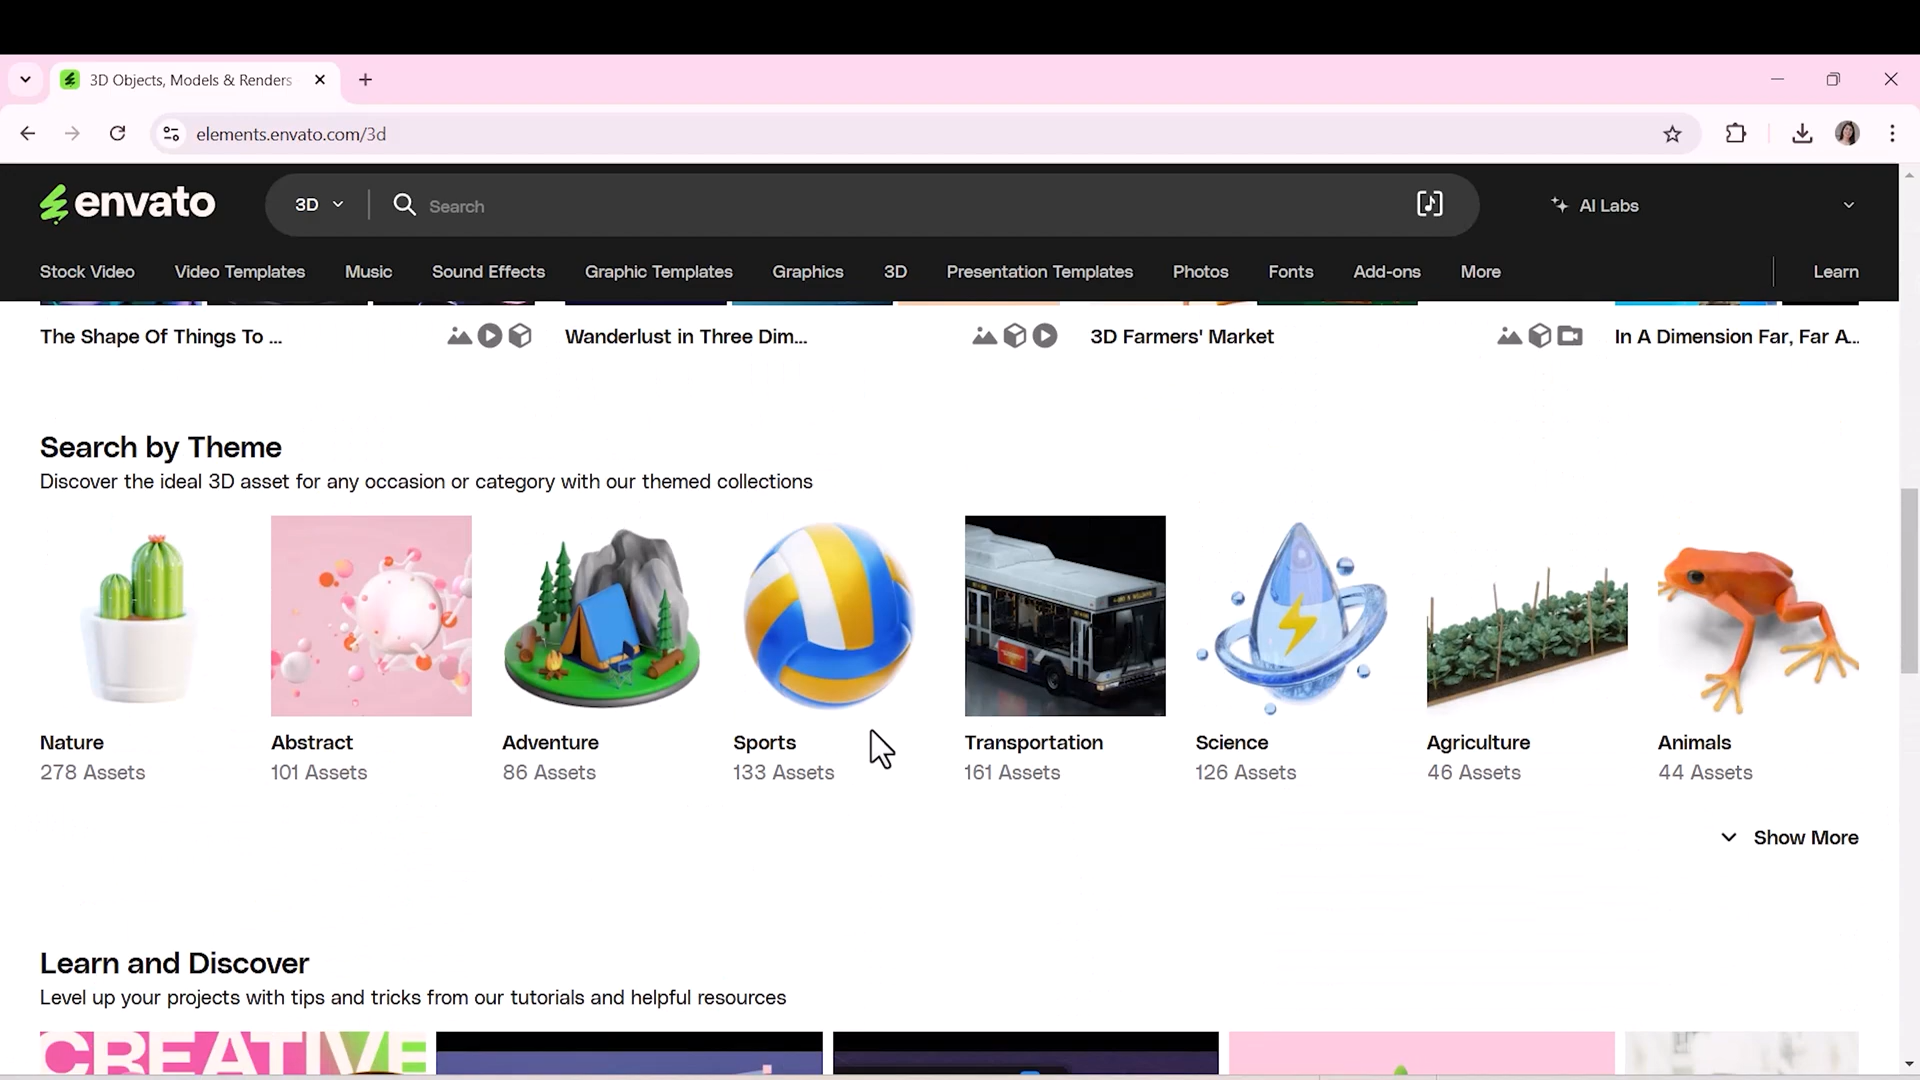 3D Objects, Models & Renders
elements.envato.com/3d
envato
3D
Search
AI Labs
Stock Video
Video Templates
Music
Sound Effects
Graphic Templates
Graphics
3D
Presentation Templates
Photos
Fonts
Add-ons
More
Learn
The Shape Of Things To ...
Wanderlust in Three Dim...
3D Farmers' Market
In A Dimension Far, Far A...
Search by Theme
Discover the ideal 3D asset for any occasion or category with our themed collections
Nature
278 Assets
Abstract
101 Assets
Adventure
86 Assets
Sports
133 Assets
Transportation
161 Assets
Science
126 Assets
Agriculture
46 Assets
Animals
44 Assets
Show More
Learn and Discover
Level up your projects with tips and tricks from our tutorials and helpful resources
CREATIVE